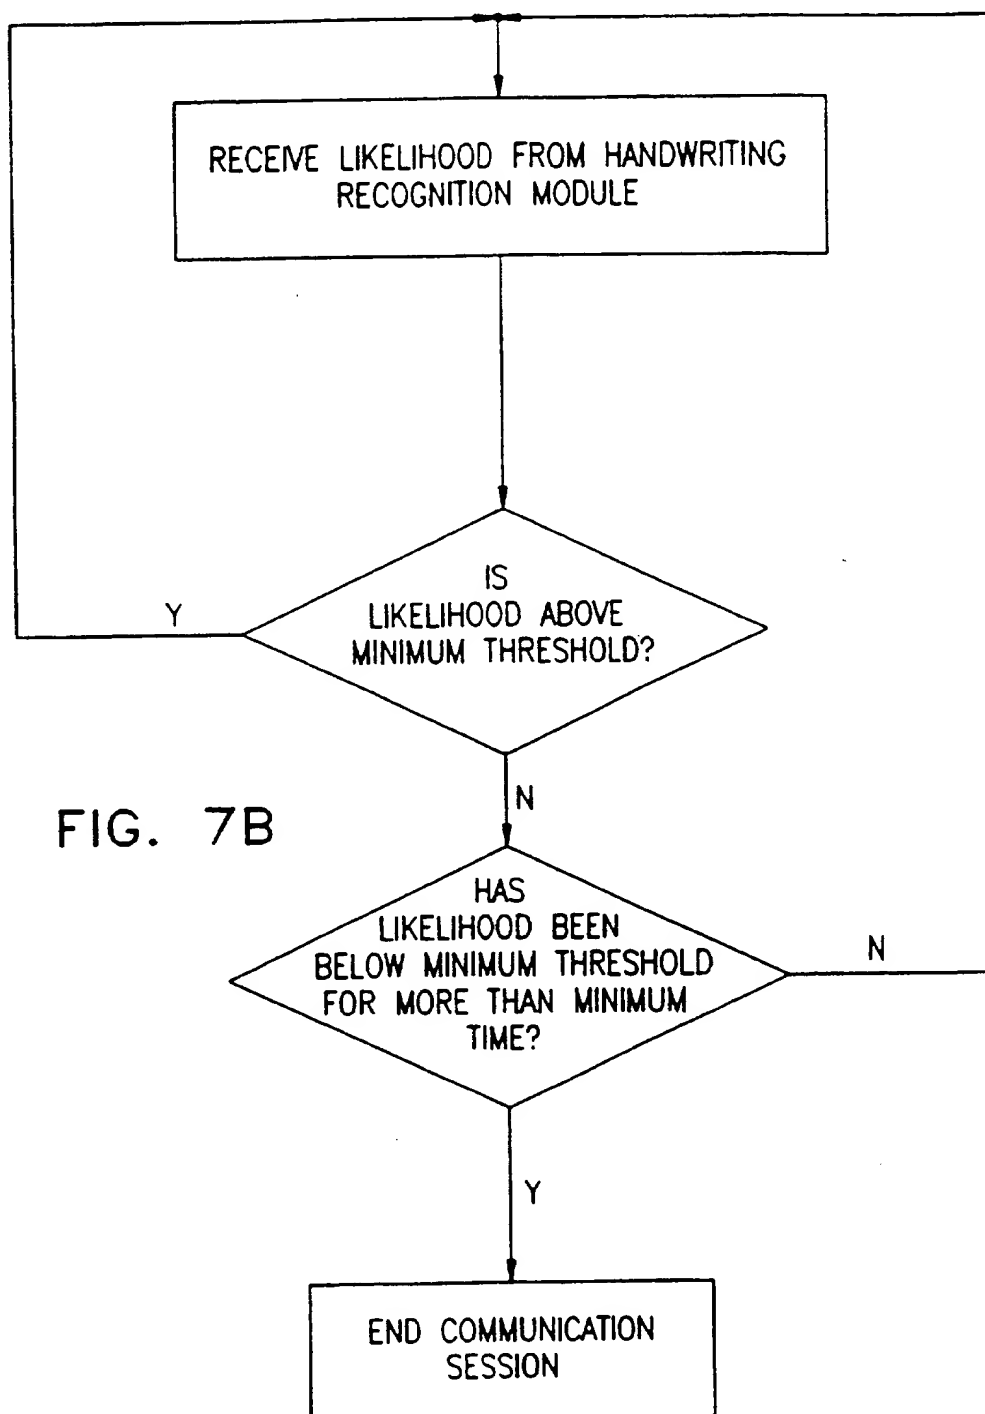 RECEIVE LIKELIHOOD FROM HANDWRITING
RECOGNITION MODULE
IS
LIKELIHOOD ABOVE
MINIMUM THRESHOLD?
Y
N
FIG. 7B
HAS
LIKELIHOOD BEEN
BELOW MINIMUM THRESHOLD
FOR MORE THAN MINIMUM
TIME?
N
Y
END COMMUNICATION
SESSION